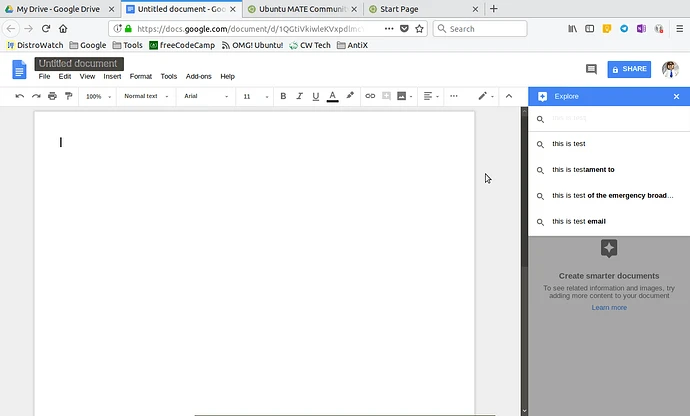 My Drive - Google Drive
Untitled document - Goo
Ubuntu MATE Communi
Start Page
https://docs.google.com/document/d/1QGtiVkiwleKVxpdlmc
Search
DistroWatch
Google
Tools
freeCodeCamp
OMG! Ubuntu!
CW Tech
AntiX
Untitled document
File Edit View Insert Format Tools Add-ons Help
SHARE
100%
Normal text
Arial
11
B I U A
Explore
this is test
this is test
this is testament to
this is test of the emergency broad...
this is test email
Create smarter documents
To see related information and images, try
adding more content to your document
Learn more